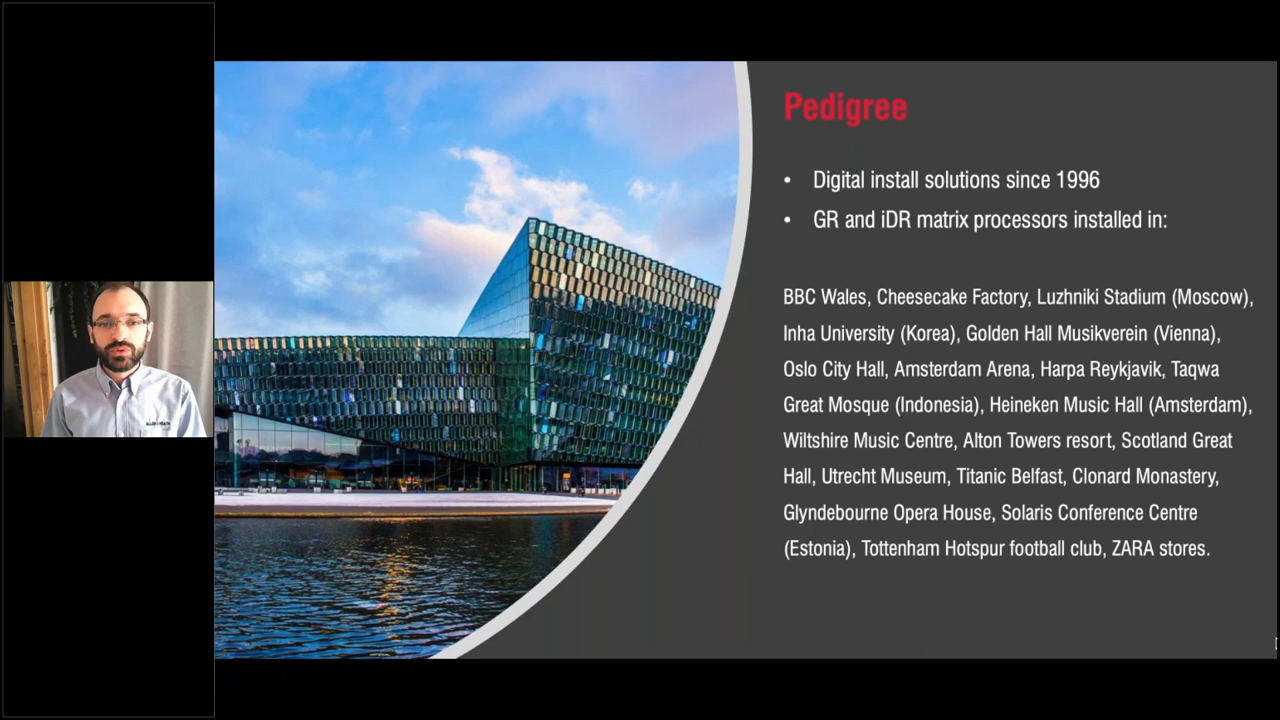 Pedigree
• Digital install solutions since 1996
• GR and iDR matrix processors installed in:
BBC Wales, Cheesecake Factory, Luzhniki Stadium (Moscow),
Inha University (Korea), Golden Hall Musikverein (Vienna),
Oslo City Hall, Amsterdam Arena, Harpa Reykjavik, Taqwa
Great Mosque (Indonesia), Heineken Music Hall (Amsterdam),
Wiltshire Music Centre, Alton Towers resort, Scotland Great
Hall, Utrecht Museum, Titanic Belfast, Clonard Monastery,
Glyndebourne Opera House, Solaris Conference Centre
(Estonia), Tottenham Hotspur football club, ZARA stores.